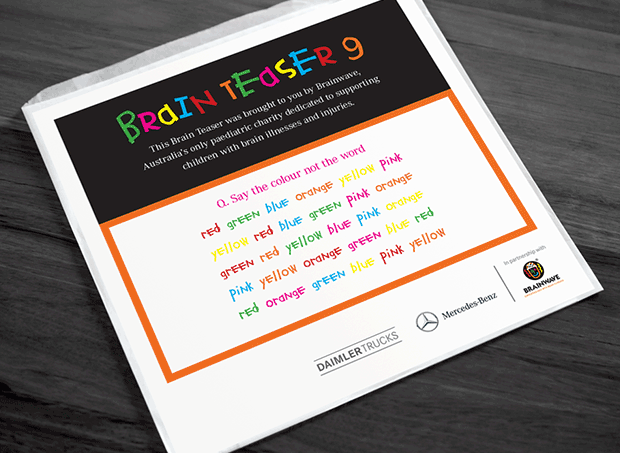 BRaIN TEaSER 9
This Brain Teaser was brought to you by Brainwave,
Australia's only paediatric charity dedicated to supporting
children with brain illnesses and injuries.
Q. Say the colour not the word
red green blue orange yellow pink
yellow red blue green pink orange
green red yellow blue pink orange
pink yellow orange green blue red
red orange green blue pink yellow
DAIMLERTRUCKS
Mercedes-Benz
In partnership with
BRAINWAVE